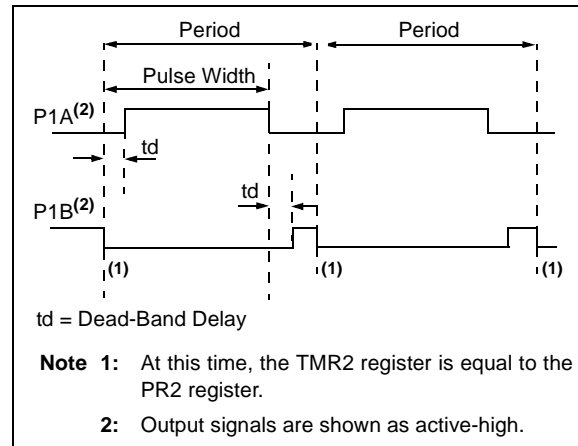 Period Period
Pulse Width
P1A(2)
td
td
P1B(2)
(1) (1) (1)
td = Dead-Band Delay
Note 1: At this time, the TMR2 register is equal to the
PR2 register.
2: Output signals are shown as active-high.